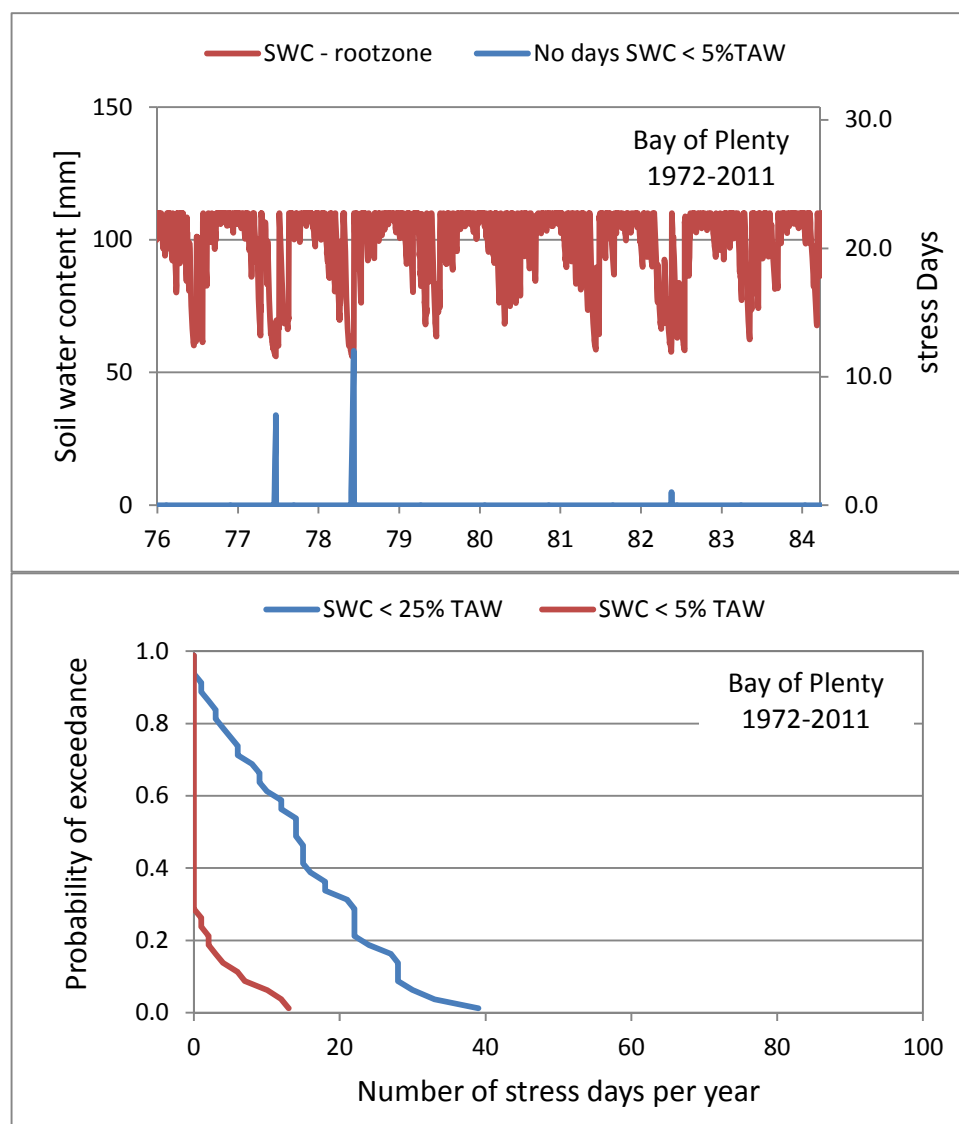 SWC - rootzone No days SWC < 5%TAW
150
100
50
0
Soil water content [mm]
30.0
20.0
10.0
0.0
stress Days
Bay of Plenty
1972-2011
76 77 78 79 80 81 82 83 84
SWC < 25% TAW SWC < 5% TAW
1.0
0.8
0.6
0.4
0.2
0.0
Probability of exceedance
Bay of Plenty
1972-2011
0 20 40 60 80 100
Number of stress days per year